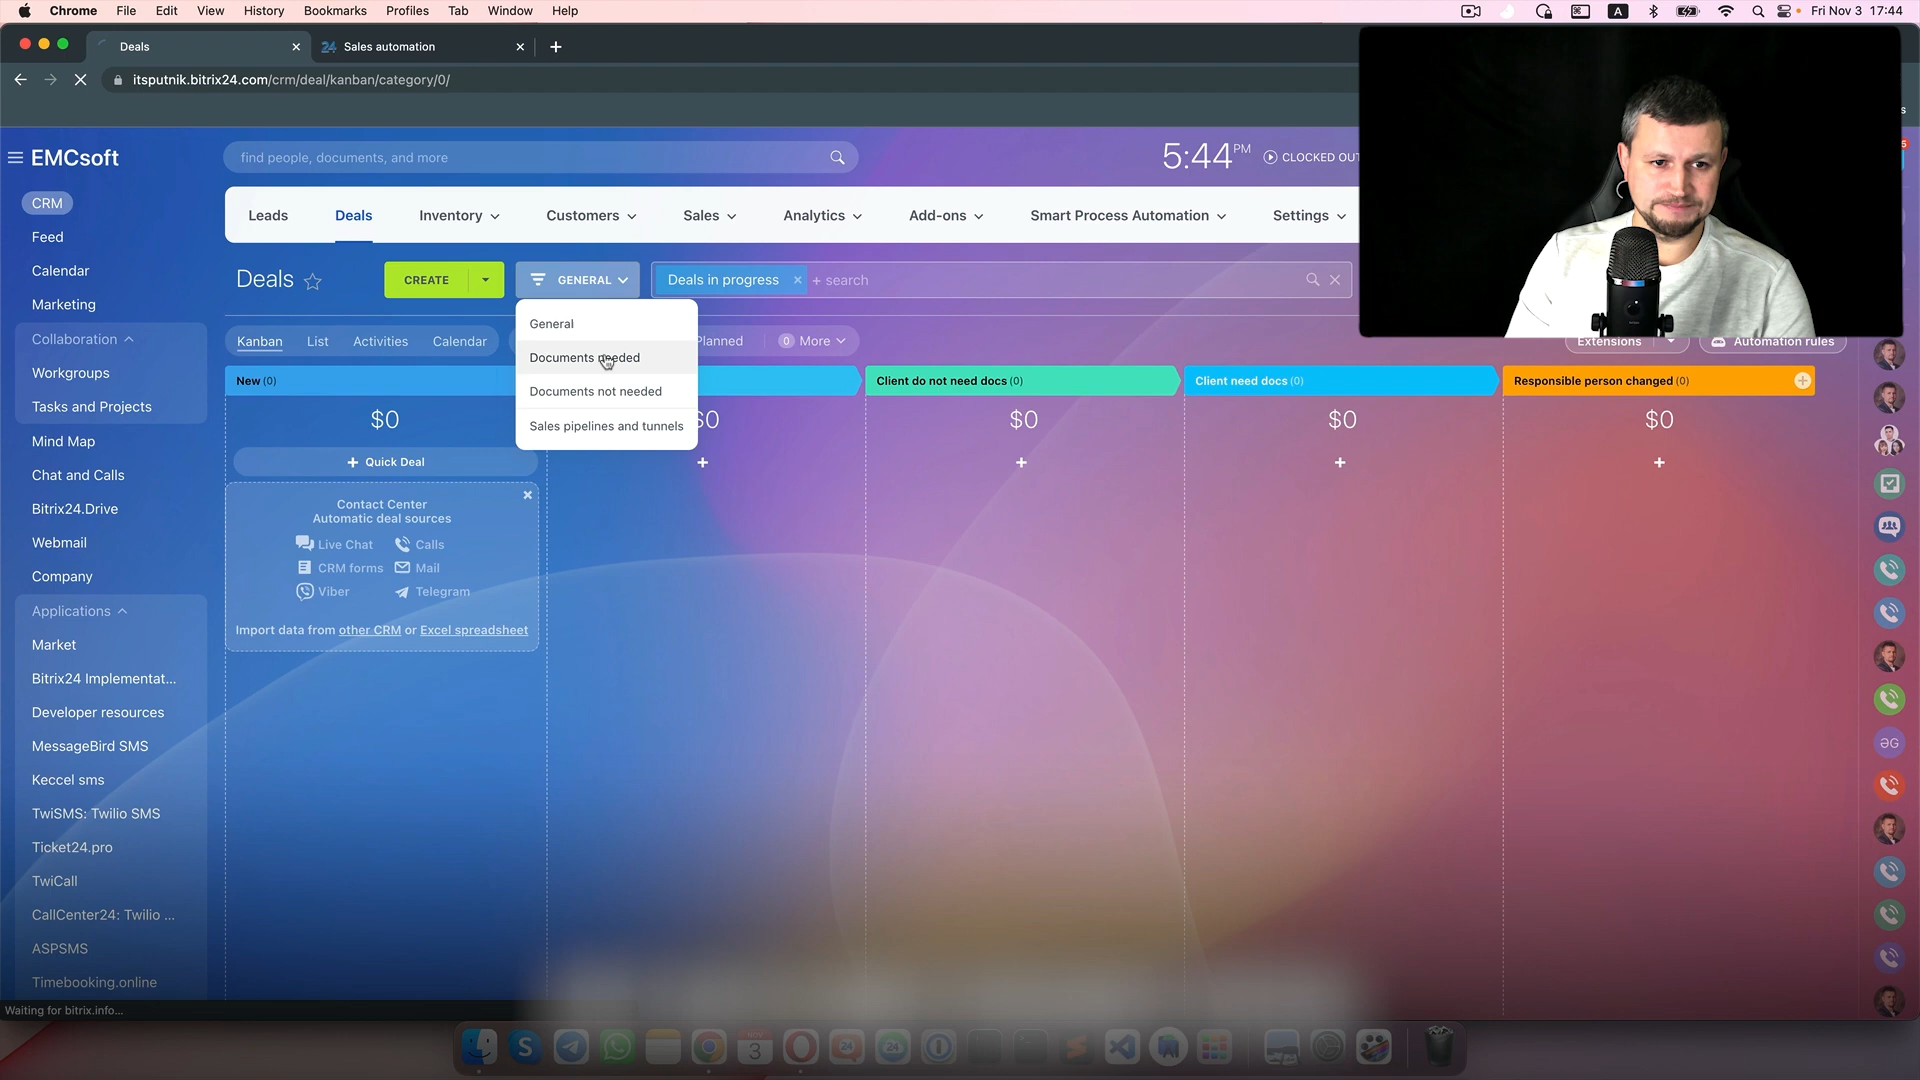 Chrome File Edit View History Bookmarks Profiles Tab Window Help
A Fri Nov 3 17:44
Deals
24 Sales automation
itsputnik.bitrix24.com/crm/deal/kanban/category/0/
EMCsoft
find people, documents, and more
5:44 PM
CLOCKED OUT
CRM
Feed
Calendar
Marketing
Collaboration
Workgroups
Tasks and Projects
Mind Map
Chat and Calls
Bitrix24.Drive
Webmail
Company
Applications
Market
Bitrix24 Implementat...
Developer resources
MessageBird SMS
Keccel sms
TwiSMS: Twilio SMS
Ticket24.pro
TwiCall
CallCenter24: Twilio ...
ASPSMS
Timebooking.online
Leads Deals Inventory Customers Sales Analytics Add-ons Smart Process Automation Settings
Deals
CREATE
GENERAL
Deals in progress
+ search
General
Documents needed
Documents not needed
Sales pipelines and tunnels
Kanban List Activities Calendar
Planned
0 More
Extensions
Automation rules
New (0)
Client do not need docs (0)
Client need docs (0)
Responsible person changed (0)
$0
$0
$0
$0
$0
+ Quick Deal
+
+
+
+
Contact Center
Automatic deal sources
Live Chat Calls
CRM forms Mail
Viber Telegram
Import data from other CRM or Excel spreadsheet
ƏG
5
Waiting for bitrix.info...
NOV
3
24
24